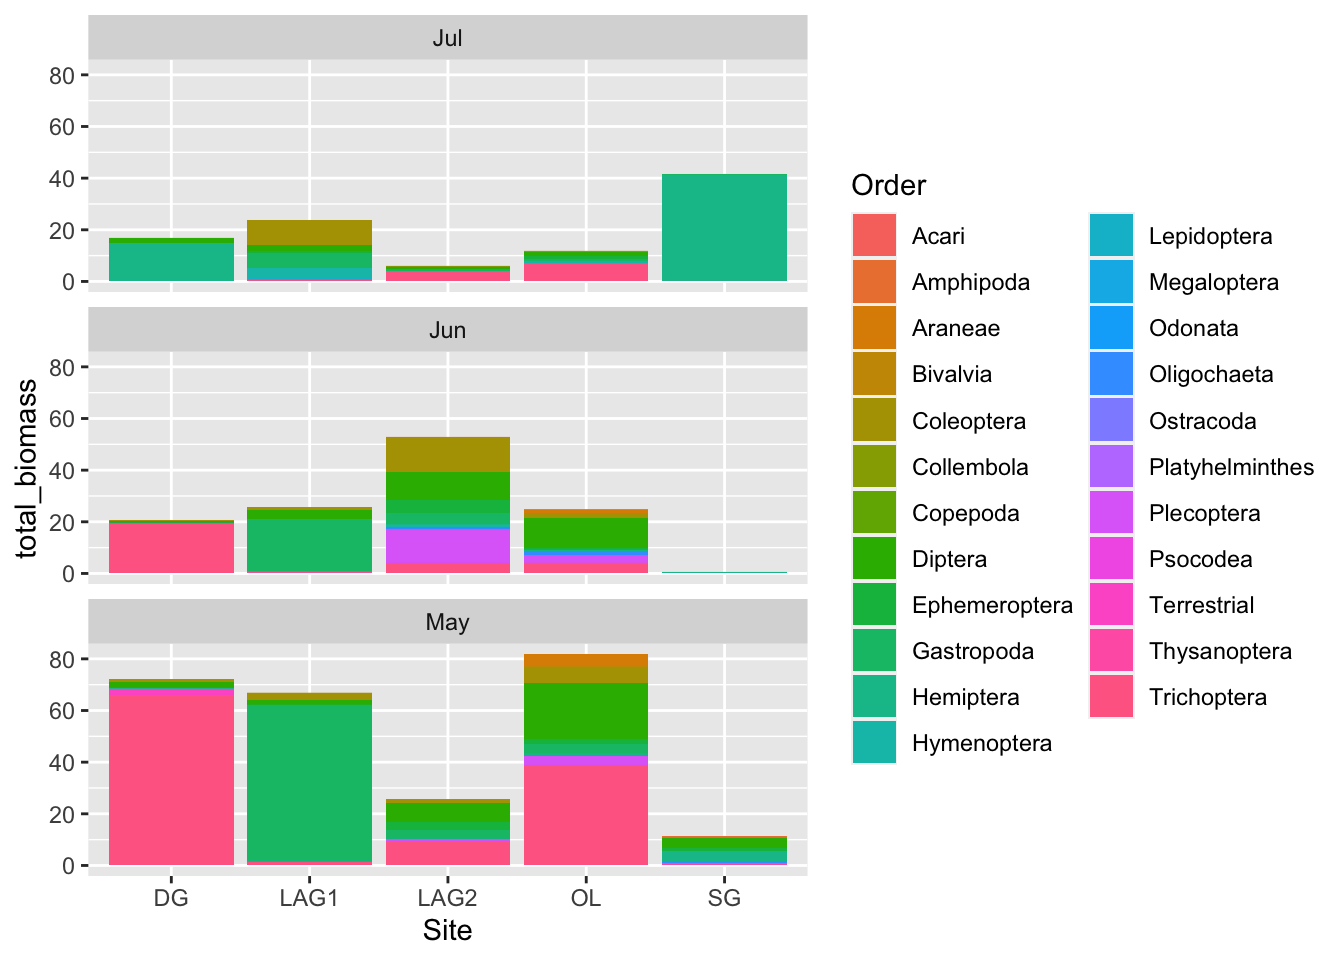 Jul
80
60
40
20
0
Jun
80
60
40
20
0
May
80
60
40
20
0
DG LAG1 LAG2 OL SG
Site
total_biomass
Order
Acari
Amphipoda
Araneae
Bivalvia
Coleoptera
Collembola
Copepoda
Diptera
Ephemeroptera
Gastropoda
Hemiptera
Hymenoptera
Lepidoptera
Megaloptera
Odonata
Oligochaeta
Ostracoda
Platyhelminthes
Plecoptera
Psocodea
Terrestrial
Thysanoptera
Trichoptera